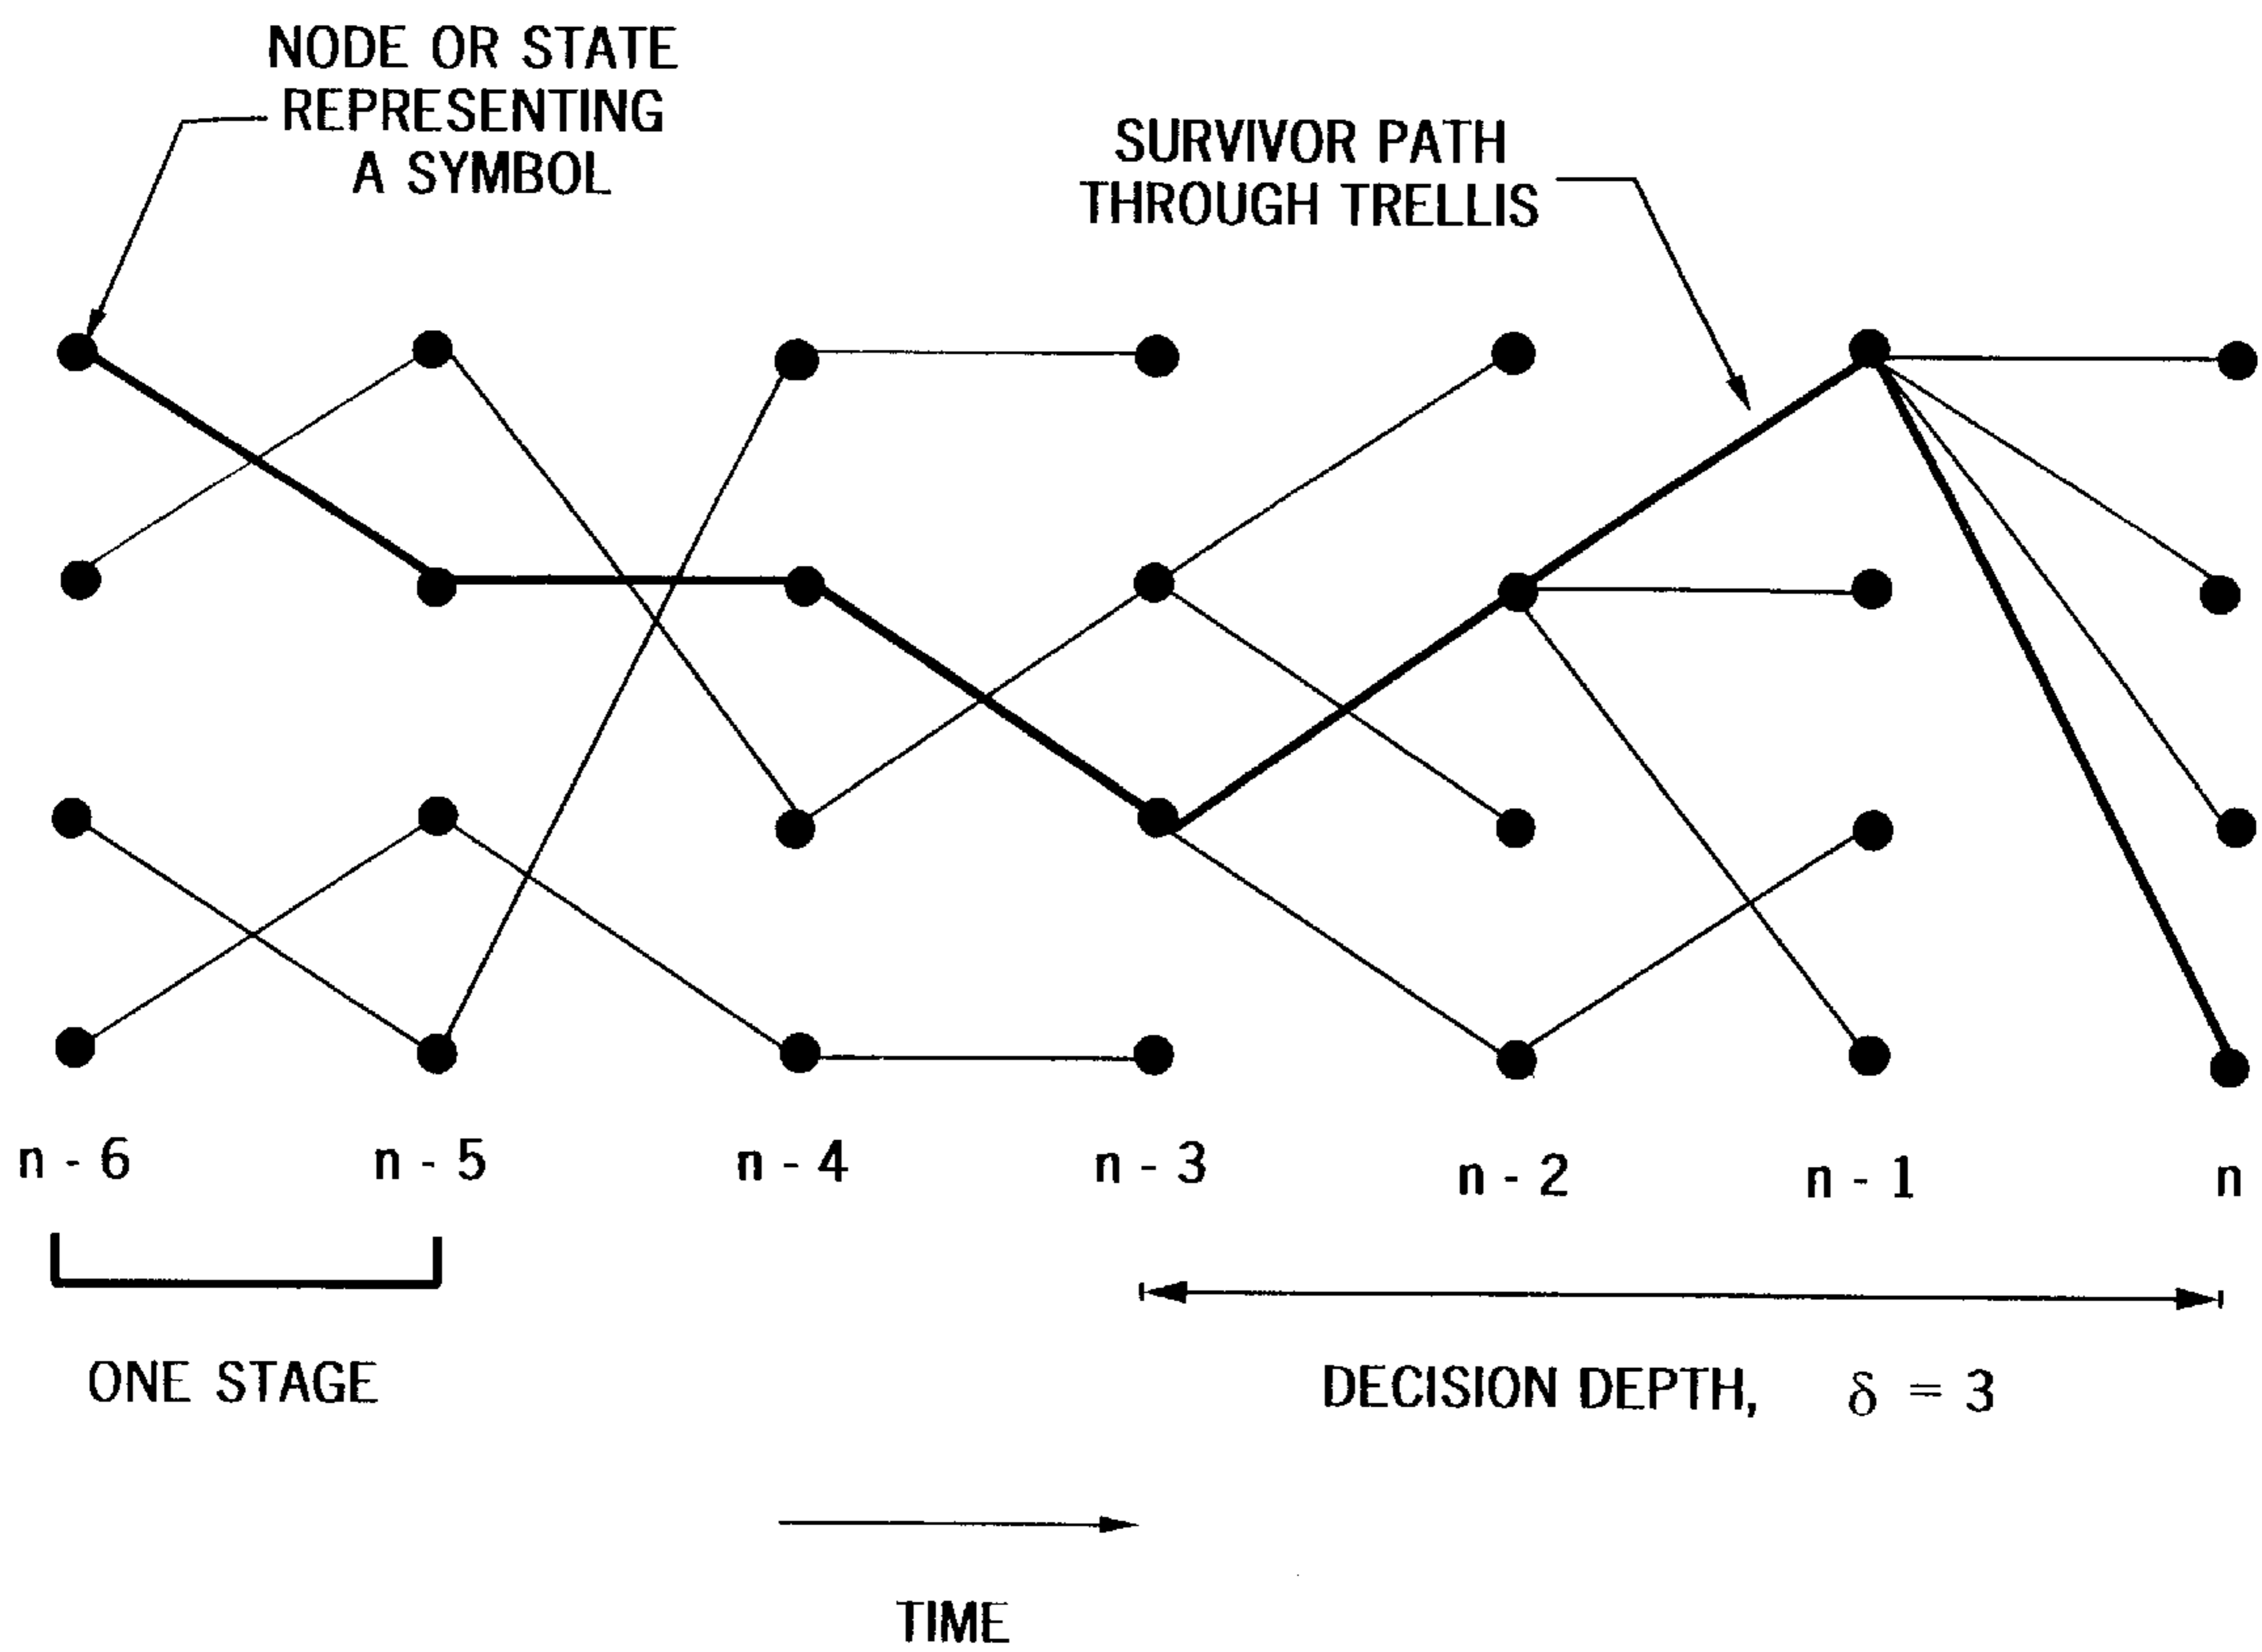 NODE OR STATE
REPRESENTING
A SYMBOL
SURVIVOR PATH
THROUGH TRELLIS
n - 6
n - 5
n - 4
n - 3
n - 2
n - 1
n
ONE STAGE
DECISION DEPTH, δ = 3
TIME